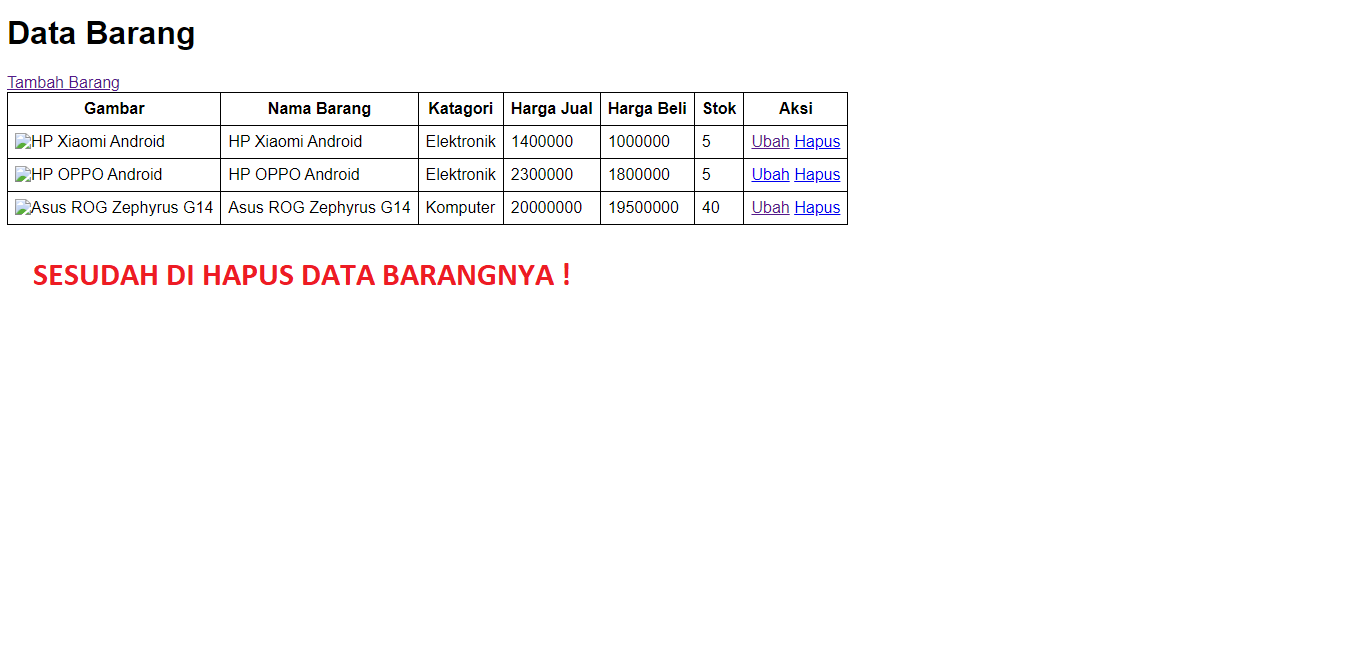 Data Barang
Tambah Barang
Gambar Nama Barang Katagori Harga Jual Harga Beli Stok Aksi
HP Xiaomi Android HP Xiaomi Android Elektronik 1400000 1000000 5 Ubah Hapus
HP OPPO Android HP OPPO Android Elektronik 2300000 1800000 5 Ubah Hapus
Asus ROG Zephyrus G14 Asus ROG Zephyrus G14 Komputer 20000000 19500000 40 Ubah Hapus
SESUDAH DI HAPUS DATA BARANGNYA !